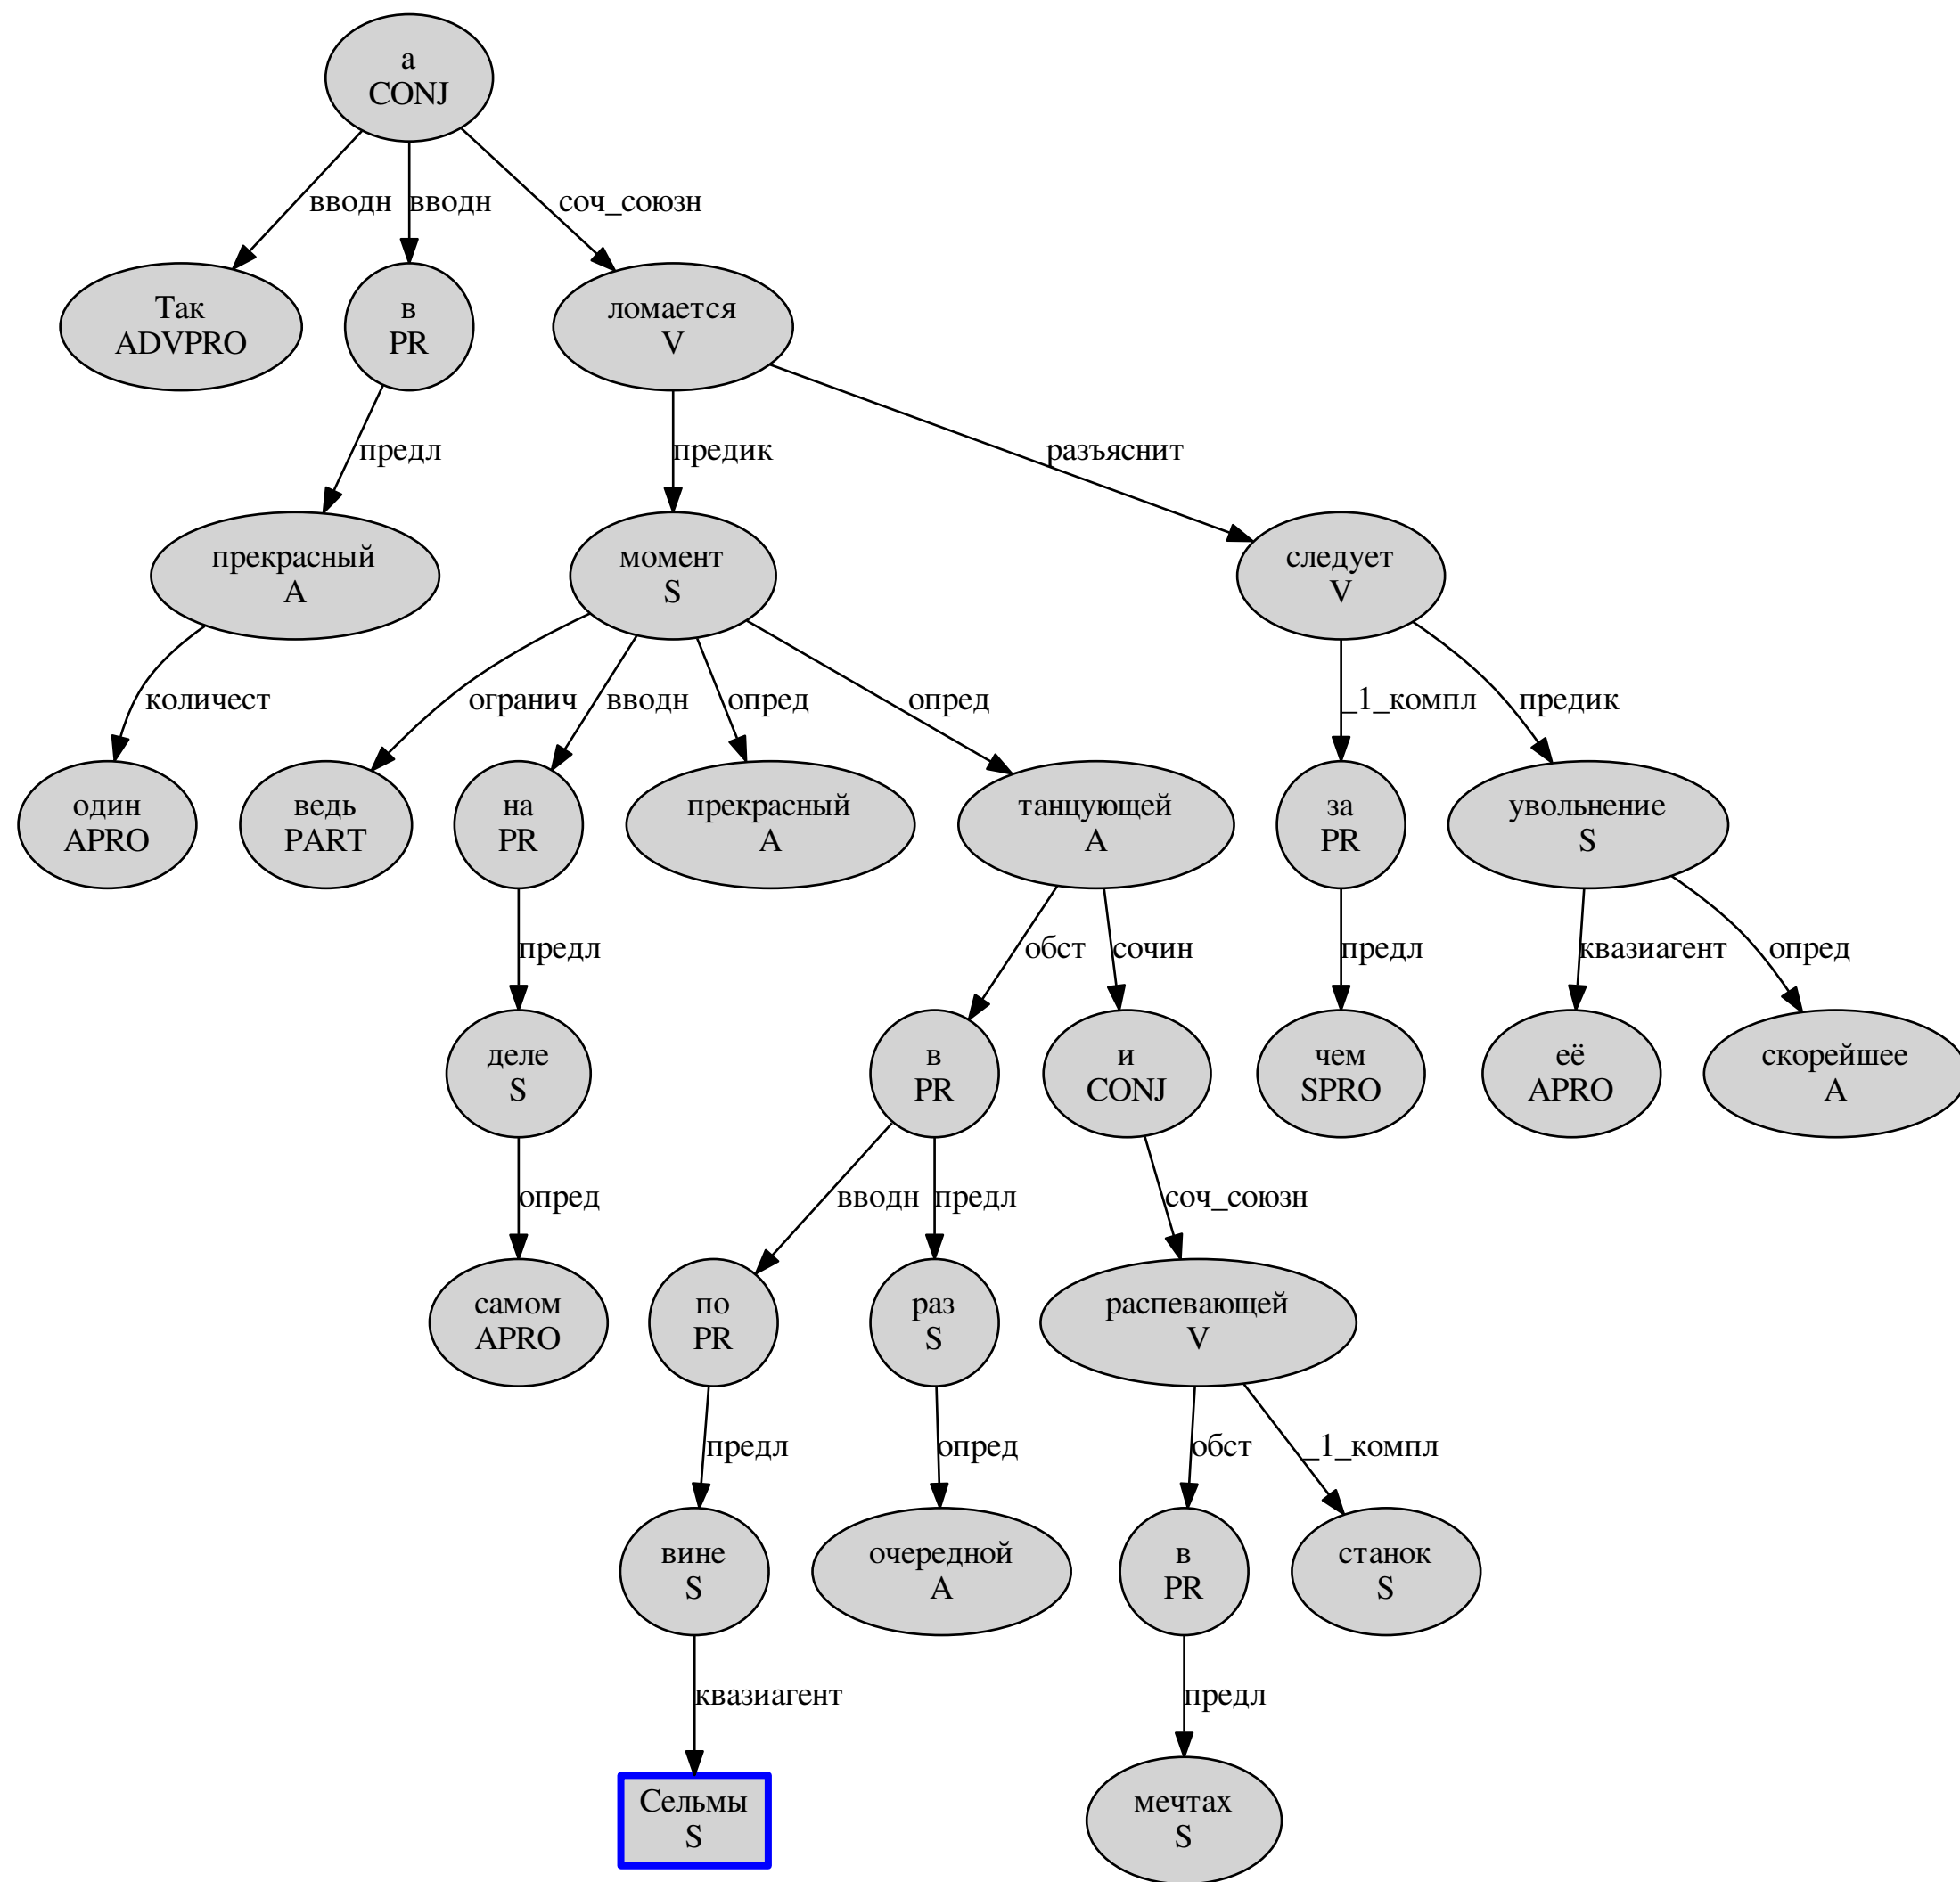 а
CONJ
вводн
вводн
соч_союзн
Так
ADVPRO
в
PR
ломается
V
предл
предик
разъяснит
прекрасный
A
момент
S
следует
V
количест
огранич
вводн
опред
опред
_1_компл
предик
один
APRO
ведь
PART
на
PR
прекрасный
A
танцующей
A
за
PR
увольнение
S
предл
обст
сочин
предл
квазиагент
опред
деле
S
в
PR
и
CONJ
чем
SPRO
её
APRO
скорейшее
A
опред
вводн
предл
соч_союзн
самом
APRO
по
PR
раз
S
распевающей
V
предл
опред
обст
_1_компл
вине
S
очередной
A
в
PR
станок
S
квазиагент
предл
Сельмы
S
мечтах
S